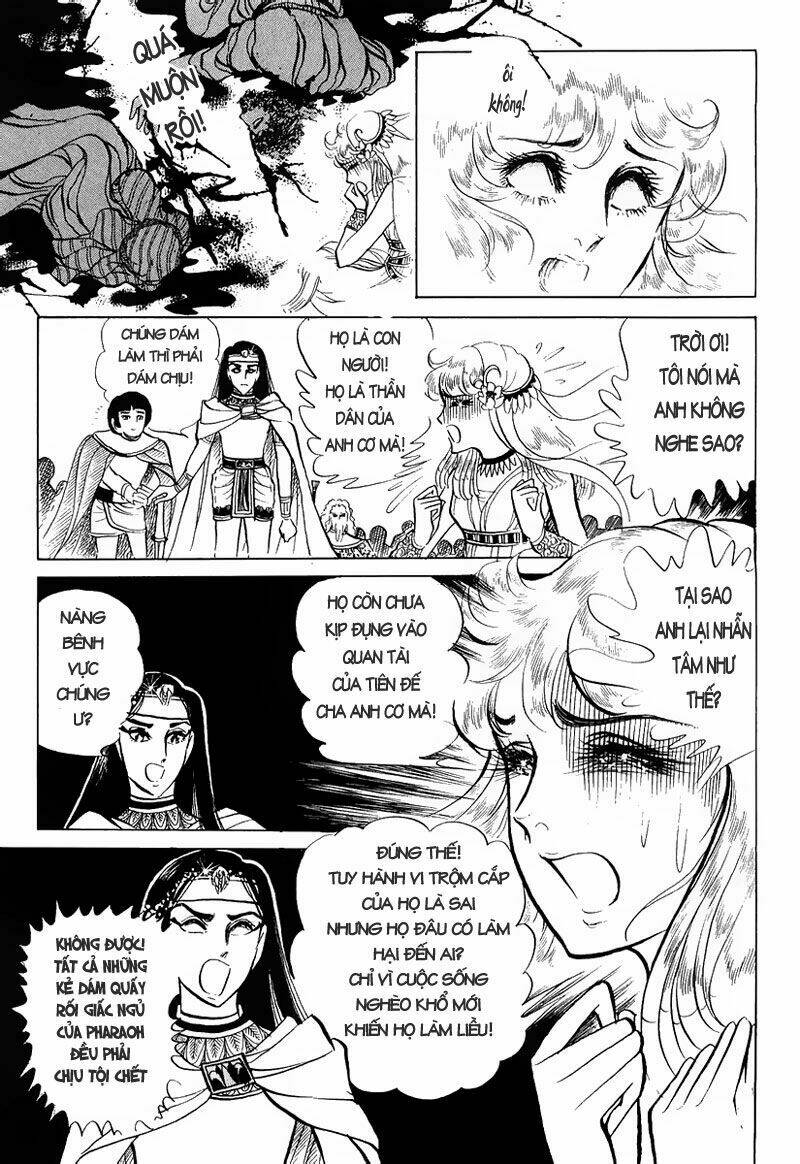 ÔI
KHÔNG!
QUÁ
MUỘN
RỒI!
TRỜI ƠI!
TÔI NÓI MÀ
ANH KHÔNG
NGHE SAO?
HỌ LÀ CON
NGƯỜI!
HỌ LÀ THẦN
DÂN CỦA
ANH CƠ MÀ!
CHÚNG DÁM
LÀM THÌ PHẢI
DÁM CHỊU!
TẠI SAO
ANH LẠI NHẪN
TÂM NHƯ
THẾ?
HỌ CÒN CHƯA
KỊP ĐỤNG VÀO
QUAN TÀI
CỦA TIÊN ĐẾ
CHA ANH CƠ MÀ!
NÀNG
BÊNH
VỰC
CHÚNG
Ư?
ĐÚNG THẾ!
TUY HÀNH VI TRỘM CẮP
CỦA HỌ LÀ SAI
NHƯNG HỌ ĐÂU CÓ LÀM
HẠI ĐẾN AI?
CHỈ VÌ CUỘC SỐNG
NGHÈO KHỔ MỚI
KHIẾN HỌ LÀM LIỀU!
KHÔNG ĐƯỢC!
TẤT CẢ NHỮNG
KẺ DÁM QUẤY
RỐI GIẤC NGỦ
CỦA PHARAOH
ĐỀU PHẢI
CHỊU TỘI CHẾT